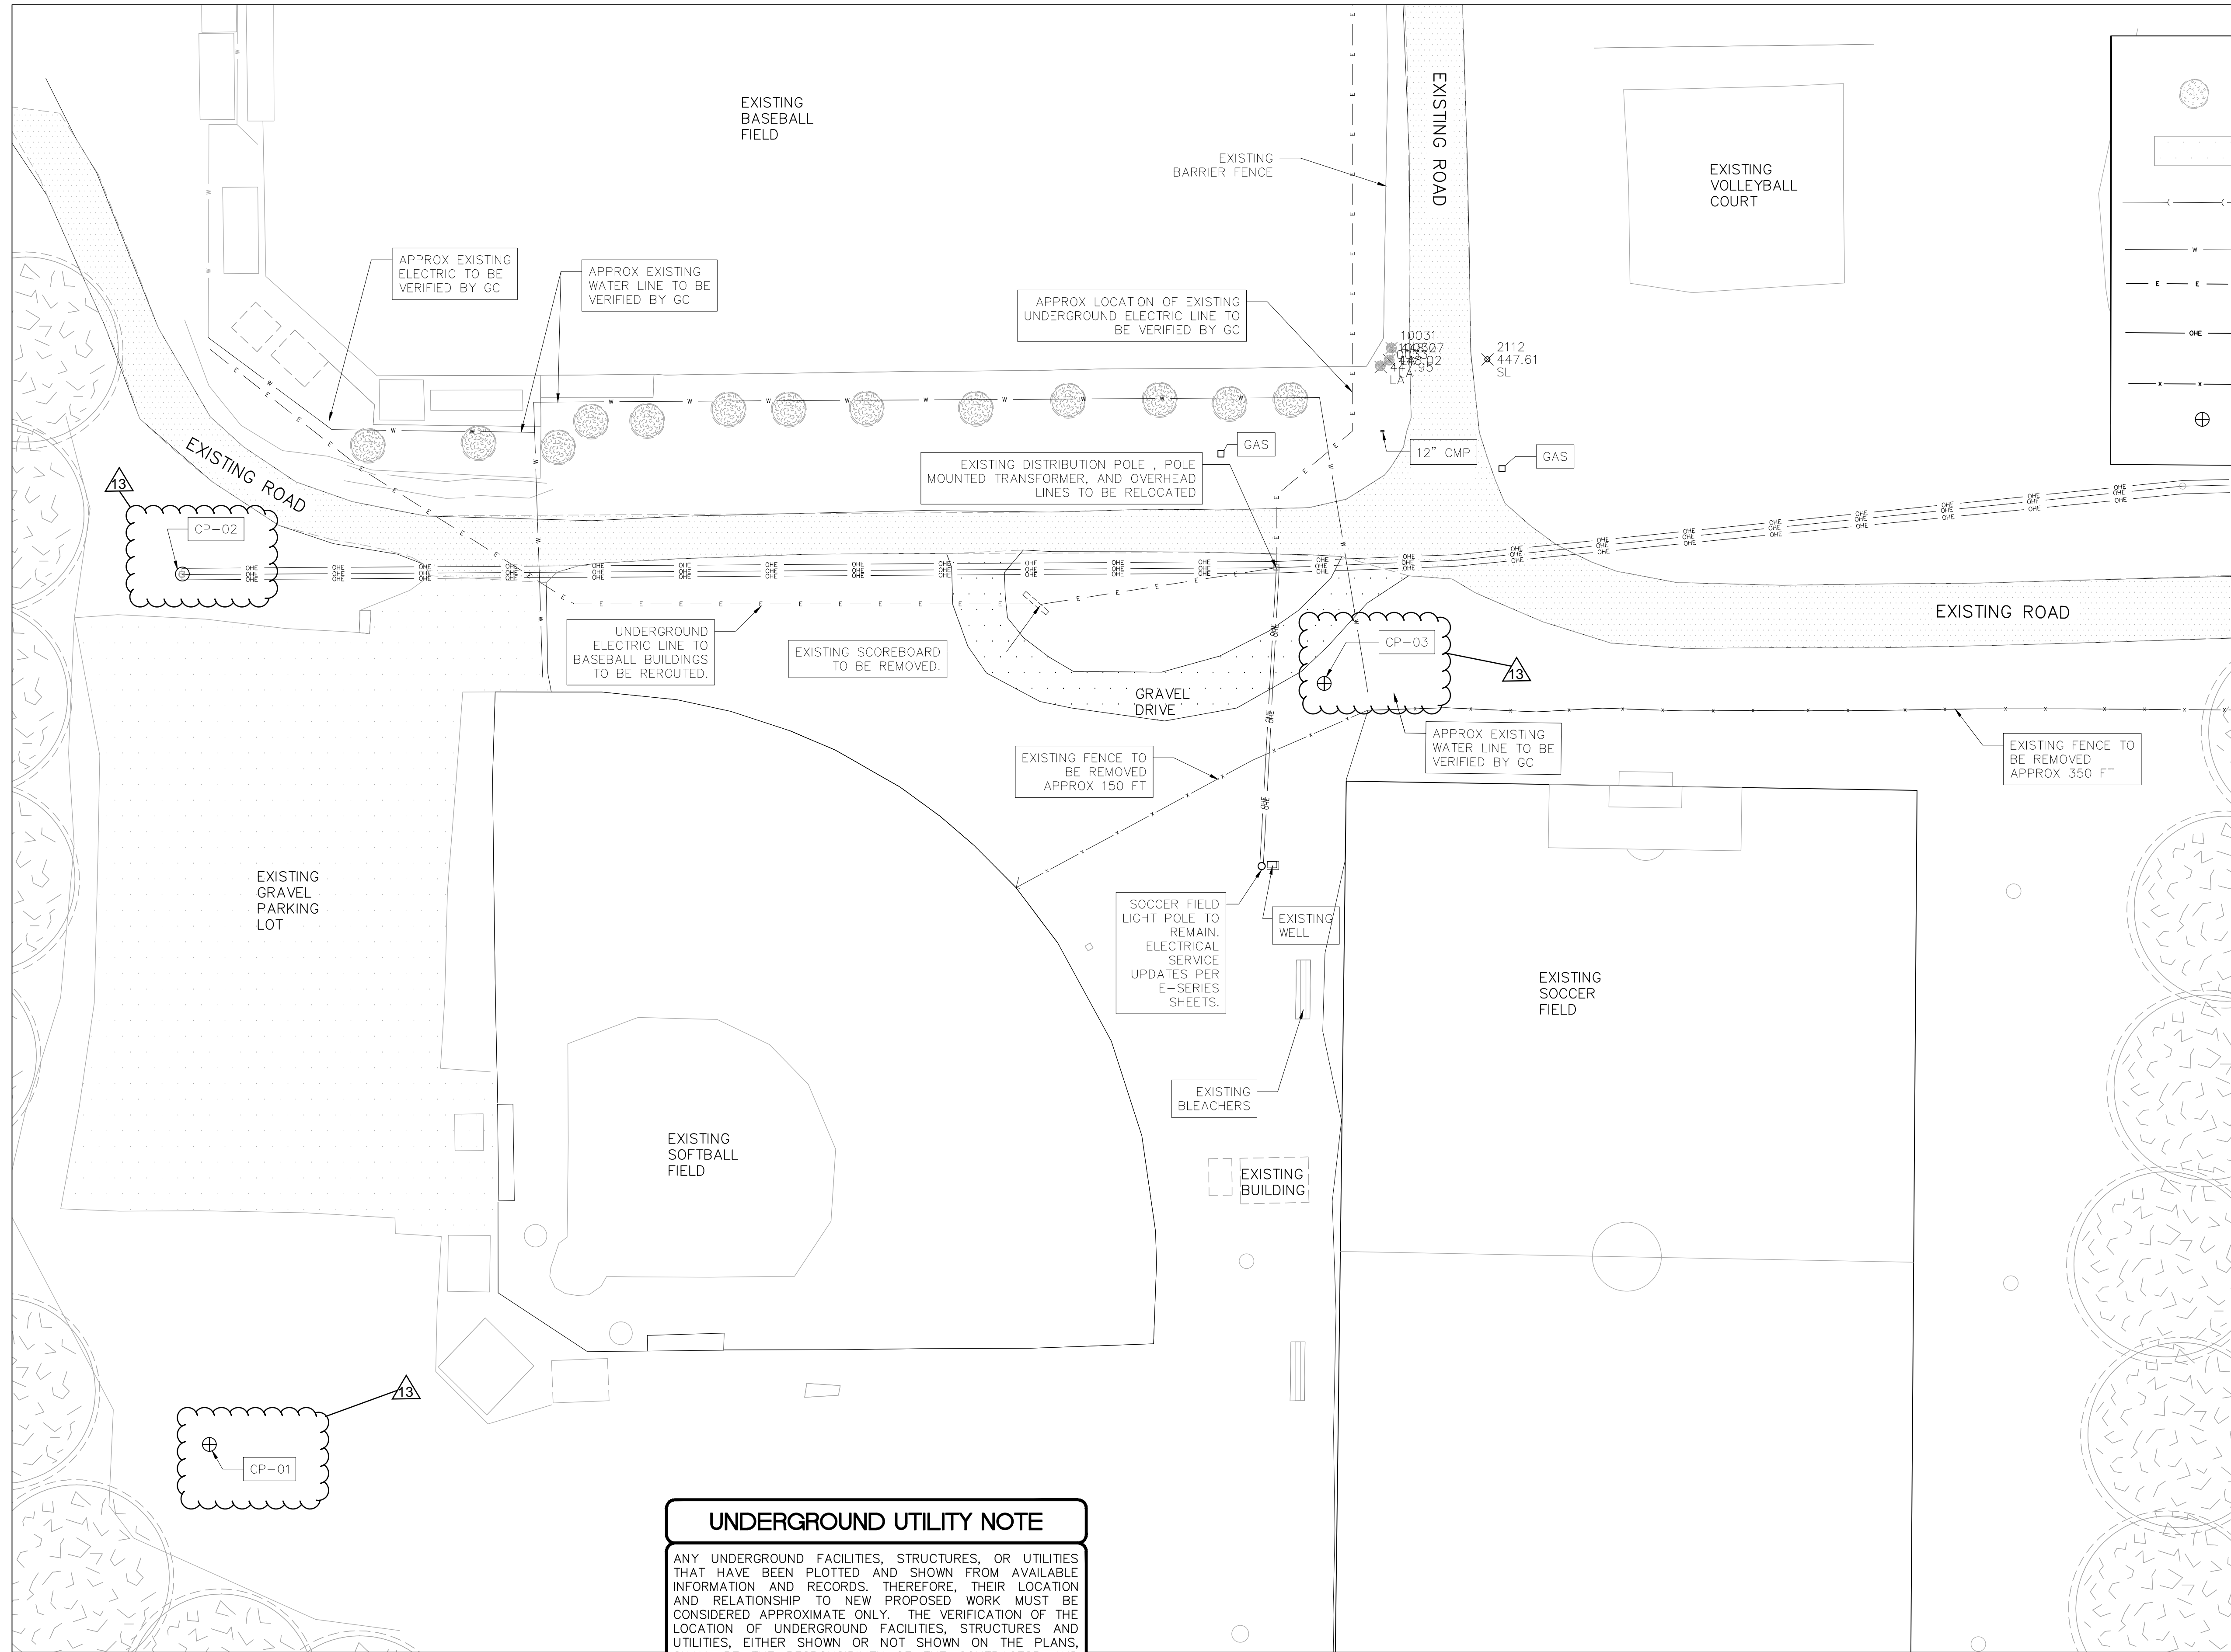 EXISTING
BASEBALL
FIELD
EXISTING
BARRIER FENCE
EXISTING ROAD
EXISTING
VOLLEYBALL
COURT
APPROX EXISTING
ELECTRIC TO BE
VERIFIED BY GC
APPROX EXISTING
WATER LINE TO BE
VERIFIED BY GC
APPROX LOCATION OF EXISTING
UNDERGROUND ELECTRIC LINE TO
BE VERIFIED BY GC
10031
447.95
LA
2112
447.61
SL
GAS
12" CMP
GAS
EXISTING DISTRIBUTION POLE , POLE
MOUNTED TRANSFORMER, AND OVERHEAD
LINES TO BE RELOCATED
EXISTING ROAD
13
CP-02
EXISTING ROAD
UNDERGROUND
ELECTRIC LINE TO
BASEBALL BUILDINGS
TO BE REROUTED.
EXISTING SCOREBOARD
TO BE REMOVED.
CP-03
13
GRAVEL
DRIVE
EXISTING FENCE TO
BE REMOVED
APPROX 150 FT
APPROX EXISTING
WATER LINE TO BE
VERIFIED BY GC
EXISTING FENCE TO
BE REMOVED
APPROX 350 FT
EXISTING
GRAVEL
PARKING
LOT
SOCCER FIELD
LIGHT POLE TO
REMAIN.
ELECTRICAL
SERVICE
UPDATES PER
E-SERIES
SHEETS.
EXISTING
WELL
EXISTING
SOCCER
FIELD
EXISTING
BLEACHERS
EXISTING
SOFTBALL
FIELD
EXISTING
BUILDING
13
CP-01
UNDERGROUND UTILITY NOTE
ANY UNDERGROUND FACILITIES, STRUCTURES, OR UTILITIES
THAT HAVE BEEN PLOTTED AND SHOWN FROM AVAILABLE
INFORMATION AND RECORDS. THEREFORE, THEIR LOCATION
AND RELATIONSHIP TO NEW PROPOSED WORK MUST BE
CONSIDERED APPROXIMATE ONLY. THE VERIFICATION OF THE
LOCATION OF UNDERGROUND FACILITIES, STRUCTURES AND
UTILITIES, EITHER SHOWN OR NOT SHOWN ON THE PLANS,
W
E E
OHE
x x